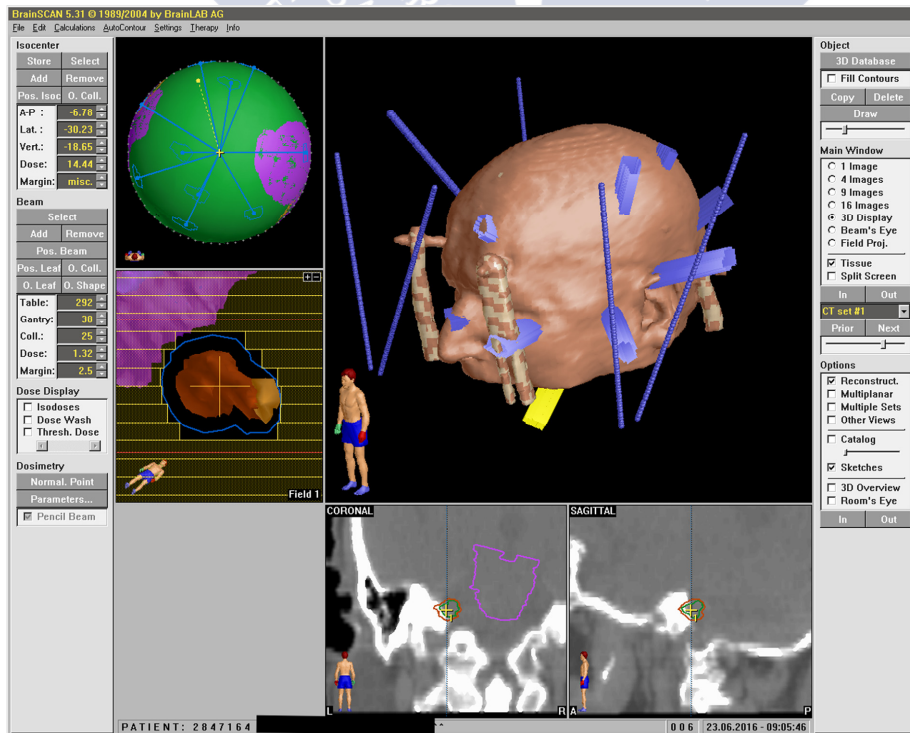 BrainSCAN 5.31 © 1989/2004 by BrainLAB AG
File Edit Calculations AutoContour Settings Therapy Info
Isocenter
Store Select
Add Remove
Pos. Isoc O. Coll.
A-P : -6.78
Lat. : -30.23
Vert.: -18.65
Dose: 14.44
Margin: misc.
Beam
Select
Add Remove
Pos. Beam
Pos. Leaf O. Coll.
O. Leaf O. Shape
Table: 292
Gantry: 30
Coll.: 25
Dose: 1.32
Margin: 2.5
Dose Display
Isodoses
Dose Wash
Thresh. Dose
Dosimetry
Normal. Point
Parameters...
Pencil Beam
Field 1
CORONAL
L R
SAGITTAL
A P
Object
3D Database
Fill Contours
Copy Delete
Draw
Main Window
1 Image
4 Images
9 Images
16 Images
3D Display
Beam's Eye
Field Proj.
Tissue
Split Screen
In Out
CT set #1
Prior Next
Options
Reconstruct.
Multiplanar
Multiple Sets
Other Views
Catalog
Sketches
3D Overview
Room's Eye
In Out
PATIENT: 2847164 ^^ 0 0 6 23.06.2016 - 09:05:46